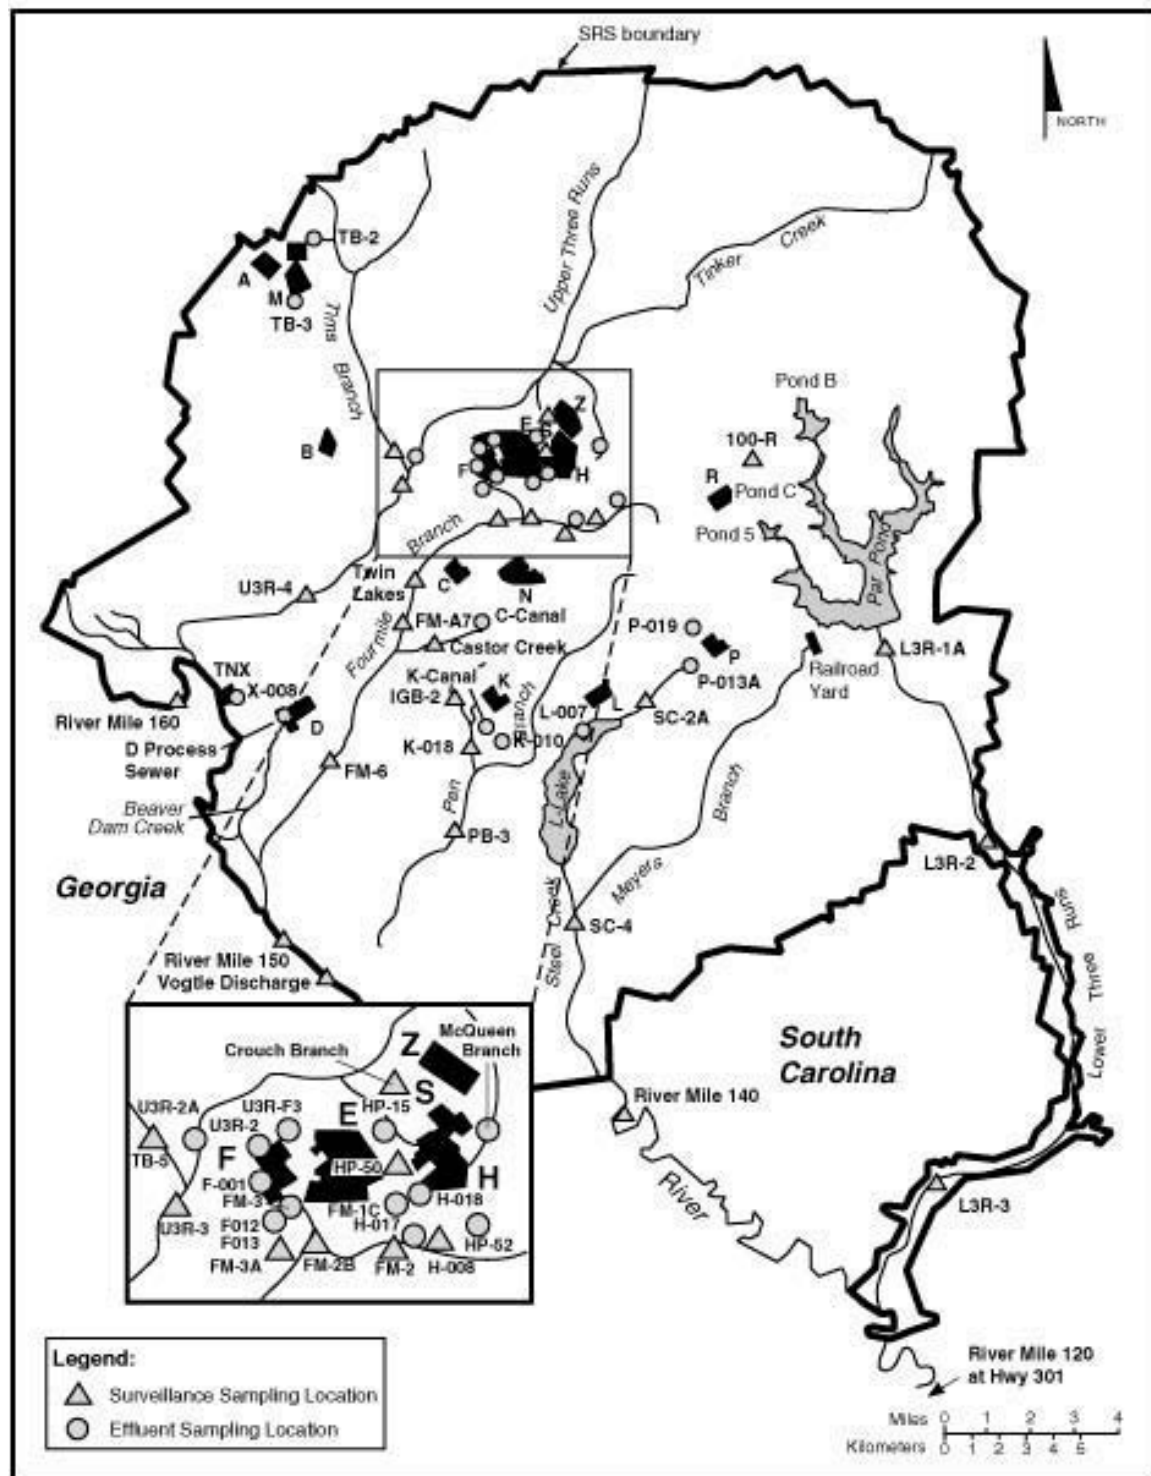 SRS boundary
NORTH
Upper Three Runs
Tinker Creek
TB-2
A
M
TB-3
Tims Branch
Pond B
Z
E
S
100-R
B
F
H
R
Pond C
Branch
Pond 5
Par Pond
Twin
Lakes
C
N
U3R-4
C-Canal
P-019
FM-A7
Fourmile
Castor Creek
P
L3R-1A
Railroad
Yard
TNX
K-Canal
P-013A
X-008
IGB-2
K
Branch
L
River Mile 160
L-007
SC-2A
D
K-010
D Process
Sewer
K-018
FM-6
Beaver
Dam Creek
Pen
L-Lake
Branch
PB-3
L3R-2
Meyers
Georgia
Steel Creek
SC-4
Lower Three Runs
River Mile 150
Vogtle Discharge
South
Carolina
McQueen
Branch
Z
Crouch Branch
S
River Mile 140
U3R-2A
U3R-F3
HP-15
U3R-2
E
TB-5
F
HP-50
H
F-001
FM-3
H-018
FM-1C
River
L3R-3
U3R-3
F012
H-017
F013
HP-52
FM-3A
FM-2B
FM-2
H-008
Legend:
Surveillance Sampling Location
Effluent Sampling Location
River Mile 120
at Hwy 301
Miles 0 1 2 3 4
Kilometers 0 1 2 3 4 5